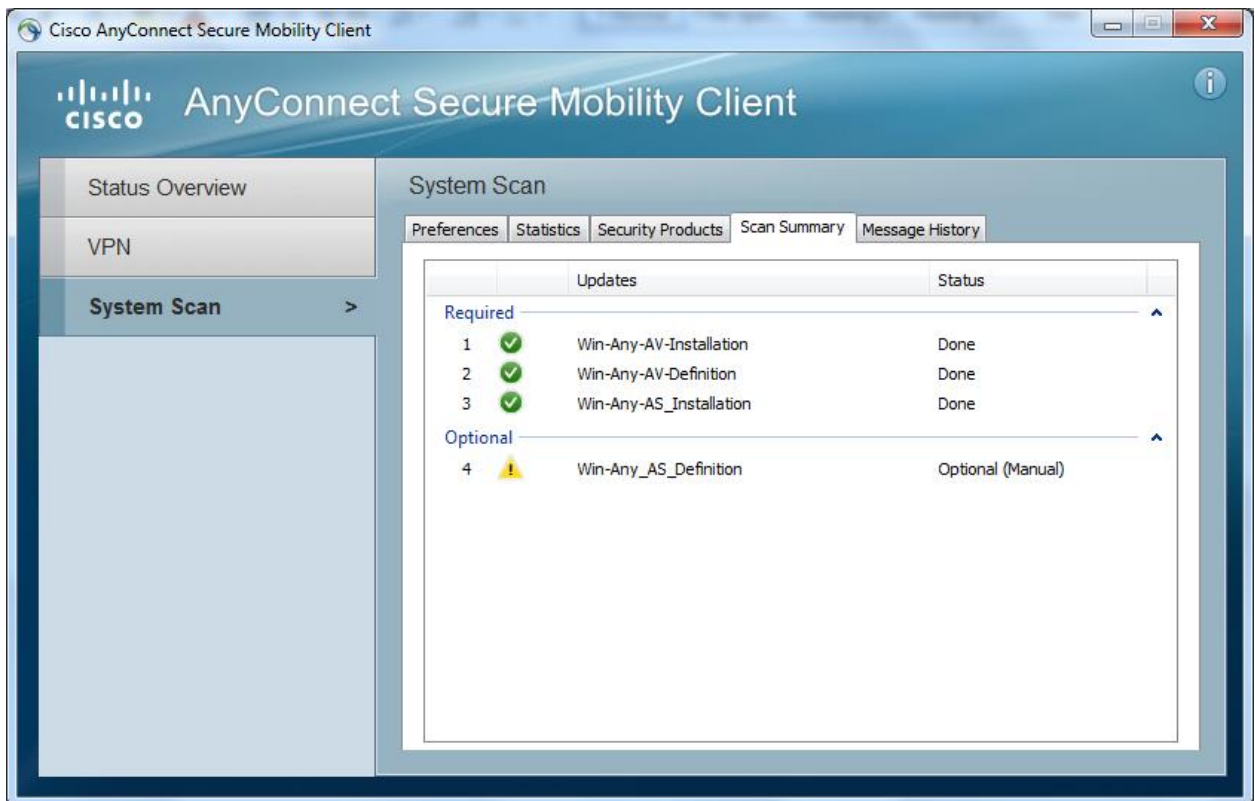 Cisco AnyConnect Secure Mobility Client
CISCO AnyConnect Secure Mobility Client
Status Overview
VPN
System Scan >
System Scan
Preferences Statistics Security Products Scan Summary Message History
Updates Status
Required
1 Win-Any-AV-Installation Done
2 Win-Any-AV-Definition Done
3 Win-Any-AS_Installation Done
Optional
4 Win-Any_AS_Definition Optional (Manual)